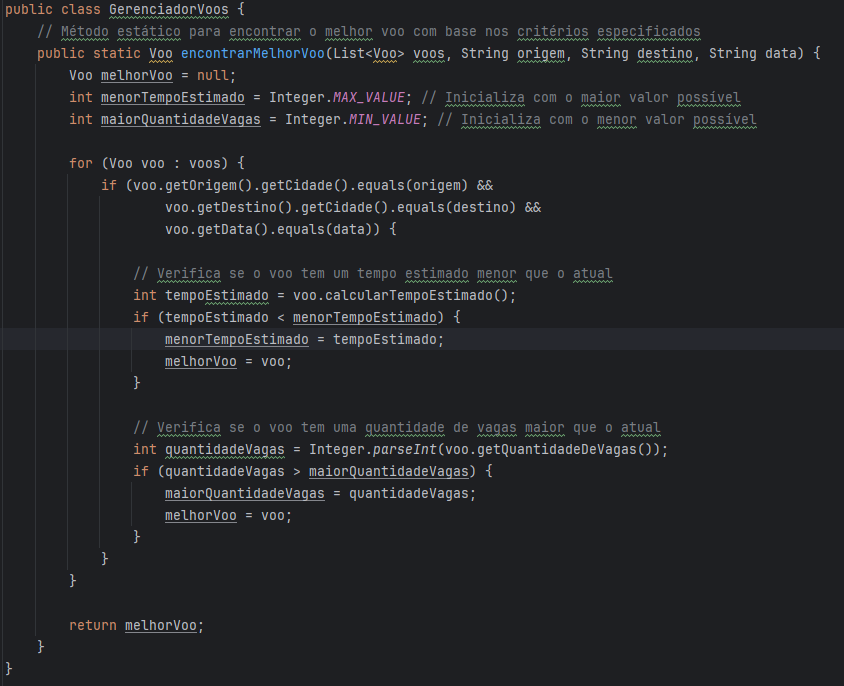 public class GerenciadorVoos {
    // Método estático para encontrar o melhor voo com base nos critérios especificados
    public static Voo encontrarMelhorVoo(List<Voo> voos, String origem, String destino, String data) {
        Voo melhorVoo = null;
        int menorTempoEstimado = Integer.MAX_VALUE; // Inicializa com o maior valor possivel
        int maiorQuantidadeVagas = Integer.MIN_VALUE; // Inicializa com o menor valor possivel

        for (Voo voo : voos) {
            if (voo.getOrigem().getCidade().equals(origem) &&
                    voo.getDestino().getCidade().equals(destino) &&
                    voo.getData().equals(data)) {

                // Verifica se o voo tem um tempo estimado menor que o atual
                int tempoEstimado = voo.calcularTempoEstimado();
                if (tempoEstimado < menorTempoEstimado) {
                    menorTempoEstimado = tempoEstimado;
                    melhorVoo = voo;
                }

                // Verifica se o voo tem uma quantidade de vagas maior que o atual
                int quantidadeVagas = Integer.parseInt(voo.getQuantidadeDeVagas());
                if (quantidadeVagas > maiorQuantidadeVagas) {
                    maiorQuantidadeVagas = quantidadeVagas;
                    melhorVoo = voo;
                }
            }
        }

        return melhorVoo;
    }
}